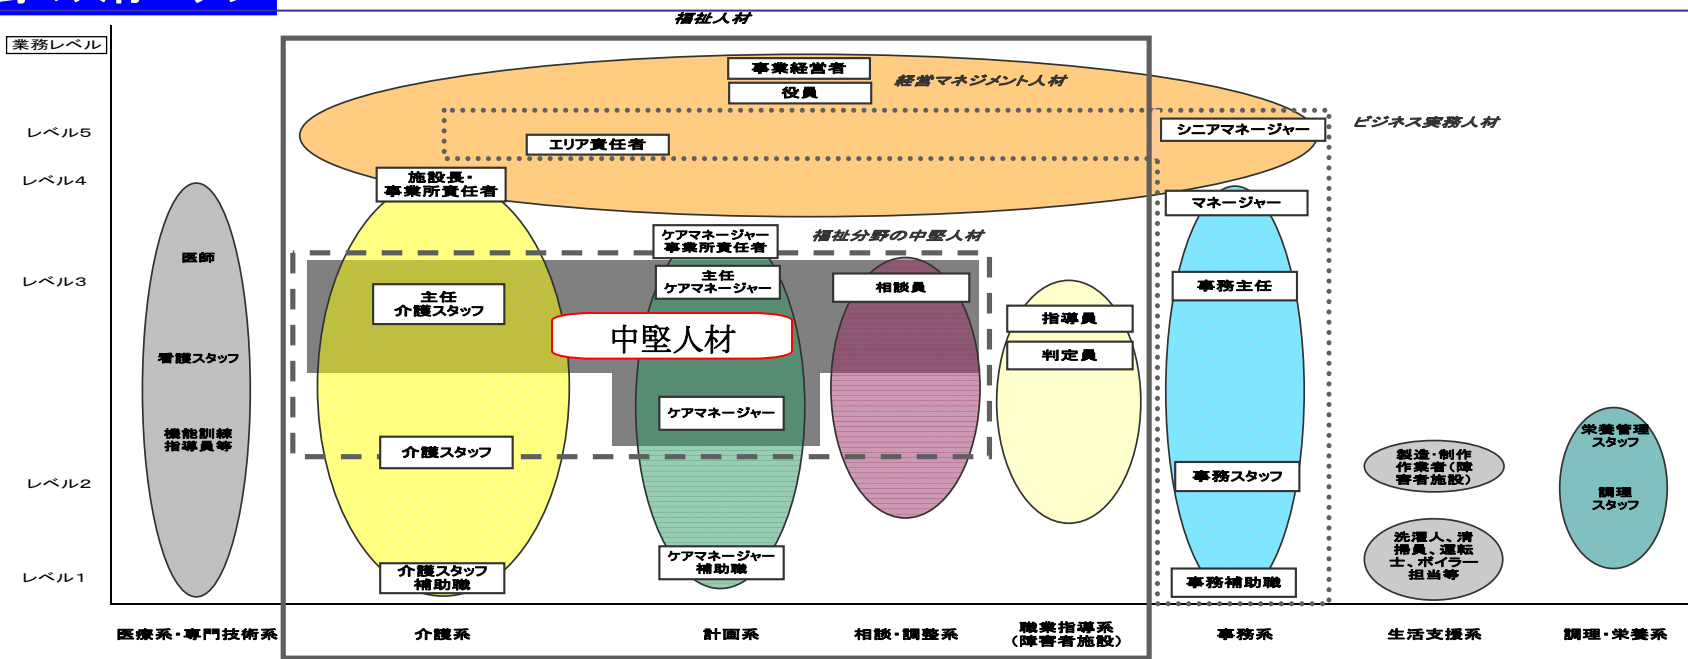 福祉人材
業務レベル
事業経営者
経営マネジメント人材
役員
ビジネス実務人材
レベル5
シニアマネージャー
エリア責任者
レベル4
施設長・
事業所責任者
マネージャー
ケアマネージャー
事業所責任者
福祉分野の中堅人材
医師
レベル3
主任
ケアマネージャー
相談員
事務主任
主任
介護スタッフ
指導員
中堅人材
判定員
看護スタッフ
ケアマネージャー
機能訓練
指導員等
栄養管理
スタッフ
介護スタッフ
製造・制作
作業者(障
害者施設)
事務スタッフ
レベル2
調理
スタッフ
洗濯人、清
掃員、運転
士、ボイラー
担当等
ケアマネージャー
補助職
介護スタッフ
補助職
レベル1
事務補助職
医療系・専門技術系
介護系
計画系
相談・調整系
職業指導系
(障害者施設)
事務系
生活支援系
調理・栄養系